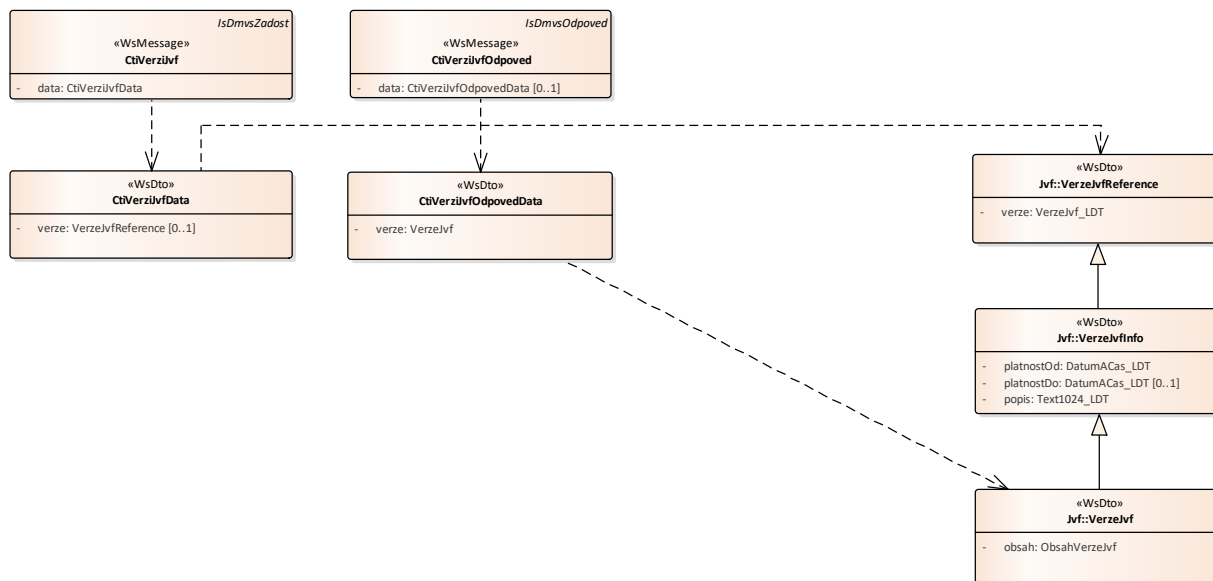 IsDmvsZadost
«WsMessage»
CtiVerziJvf
- data: CtiVerziJvfData
IsDmvsOdpoved
«WsMessage»
CtiVerziJvfOdpoved
- data: CtiVerziJvfOdpovedData [0..1]
«WsDto»
CtiVerziJvfData
- verze: VerzeJvfReference [0..1]
«WsDto»
CtiVerziJvfOdpovedData
- verze: VerzeJvf
«WsDto»
Jvf::VerzeJvfReference
- verze: VerzeJvf_LDT
«WsDto»
Jvf::VerzeJvfInfo
- platnostOd: DatumACas_LDT
- platnostDo: DatumACas_LDT [0..1]
- popis: Text1024_LDT
«WsDto»
Jvf::VerzeJvf
- obsah: ObsahVerzeJvf